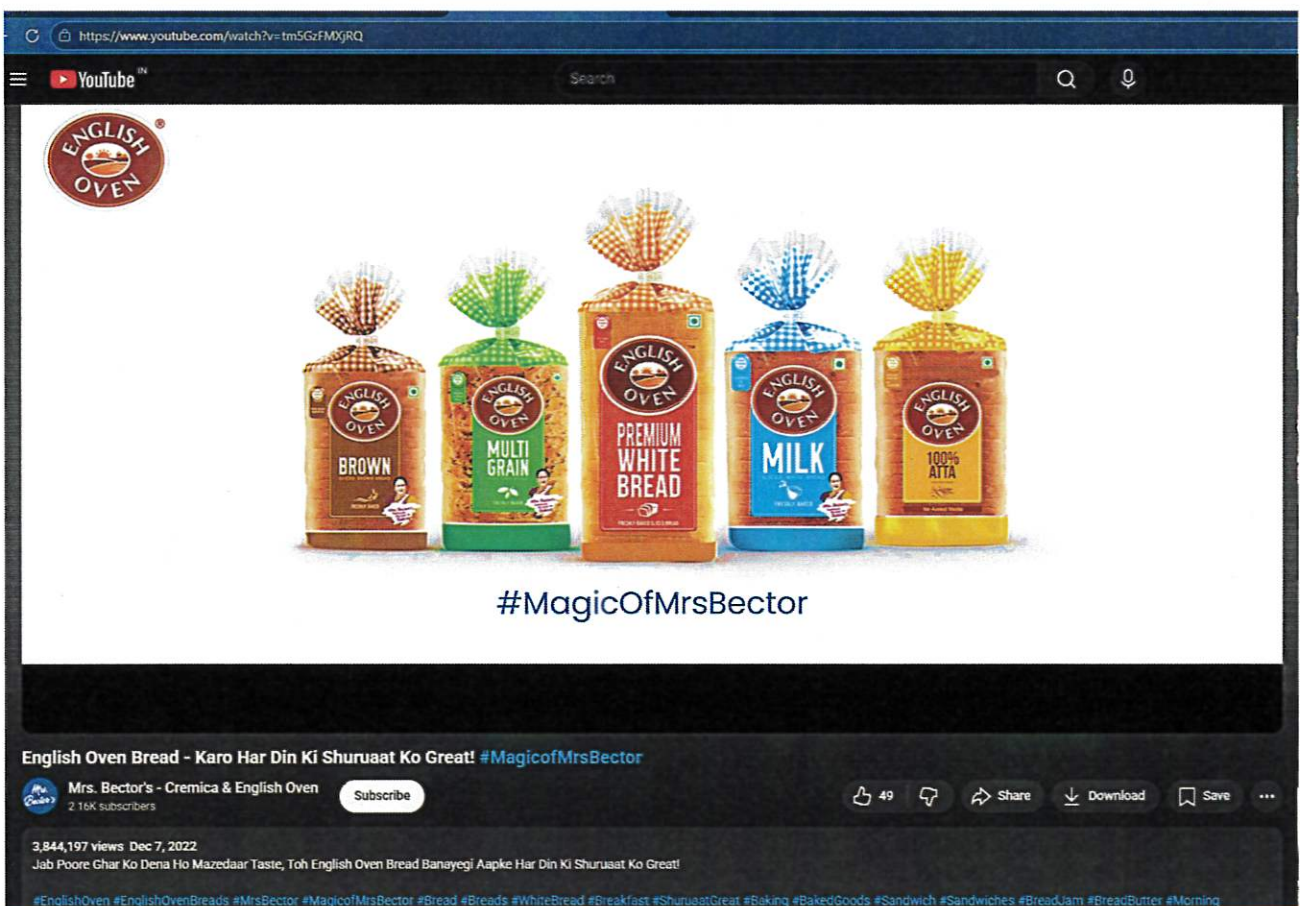 https://www.youtube.com/watch?v=tm5GzFMXjRQ
YouTube IN
Search
ENGLISH OVEN ®
ENGLISH OVEN
BROWN
ENGLISH OVEN
MULTI
GRAIN
ENGLISH OVEN
PREMIUM
WHITE
BREAD
ENGLISH OVEN
MILK
ENGLISH OVEN
100%
ATTA
#MagicOfMrsBector
English Oven Bread - Karo Har Din Ki Shuruaat Ko Great! #MagicofMrsBector
Mrs. Bector's
Mrs. Bector's - Cremica & English Oven
2.16K subscribers
Subscribe
49
Share
Download
Save
3,844,197 views Dec 7, 2022
Jab Poore Ghar Ko Dena Ho Mazedaar Taste, Toh English Oven Bread Banayegi Aapke Har Din Ki Shuruaat Ko Great!
#EnglishOven #EnglishOvenBreads #MrsBector #MagicofMrsBector #Bread #Breads #WhiteBread #Breakfast #ShuruaatGreat #Baking #BakedGoods #Sandwich #Sandwiches #BreadJam #BreadButter #Morning